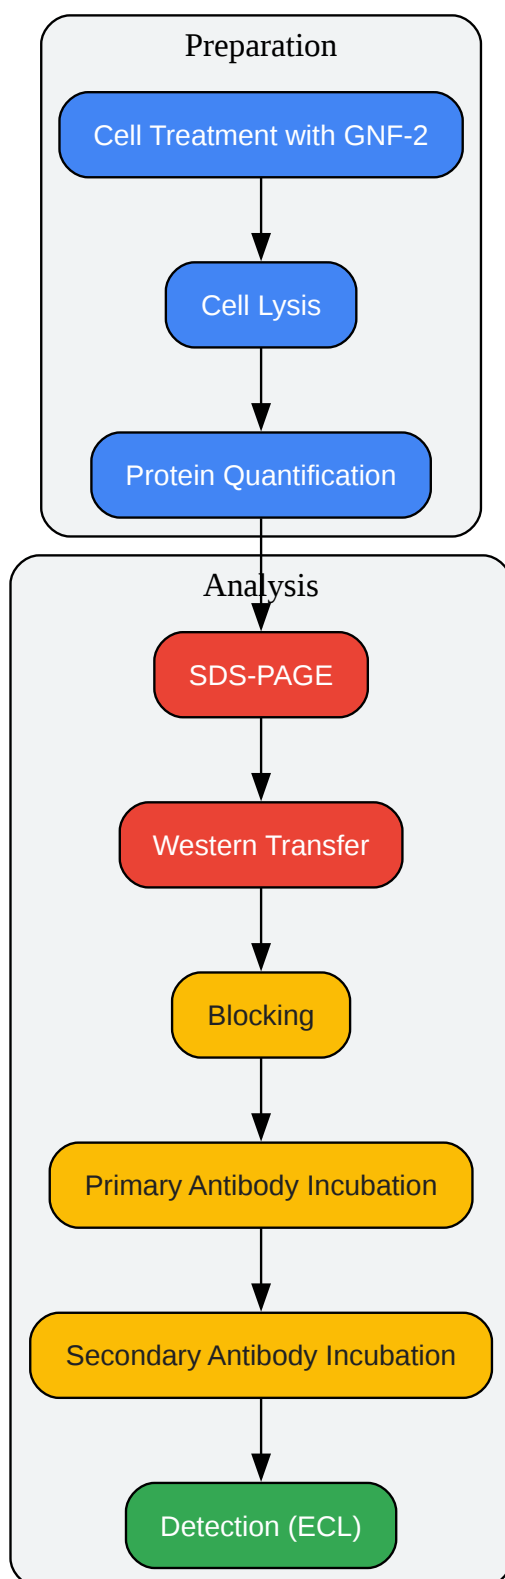 Preparation
Cell Treatment with GNF-2
Cell Lysis
Protein Quantification
Analysis
SDS-PAGE
Western Transfer
Blocking
Primary Antibody Incubation
Secondary Antibody Incubation
Detection (ECL)